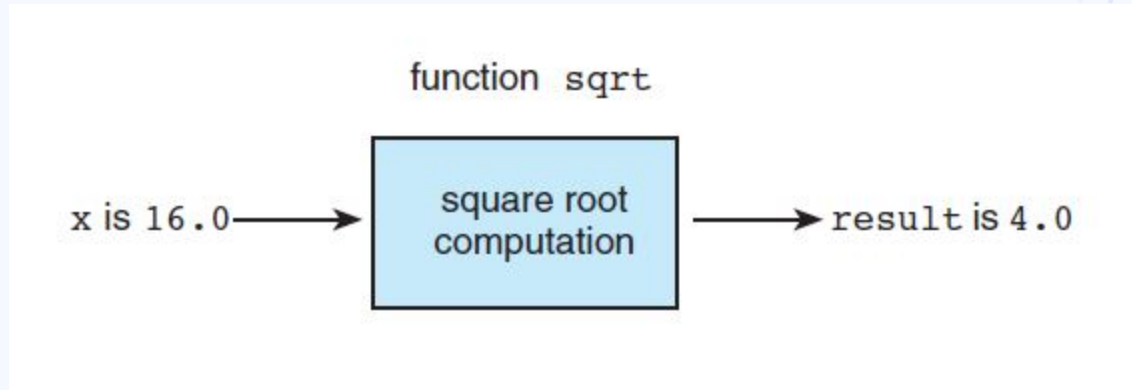 function sqrt
x is 16.0
square root
computation
result is 4.0